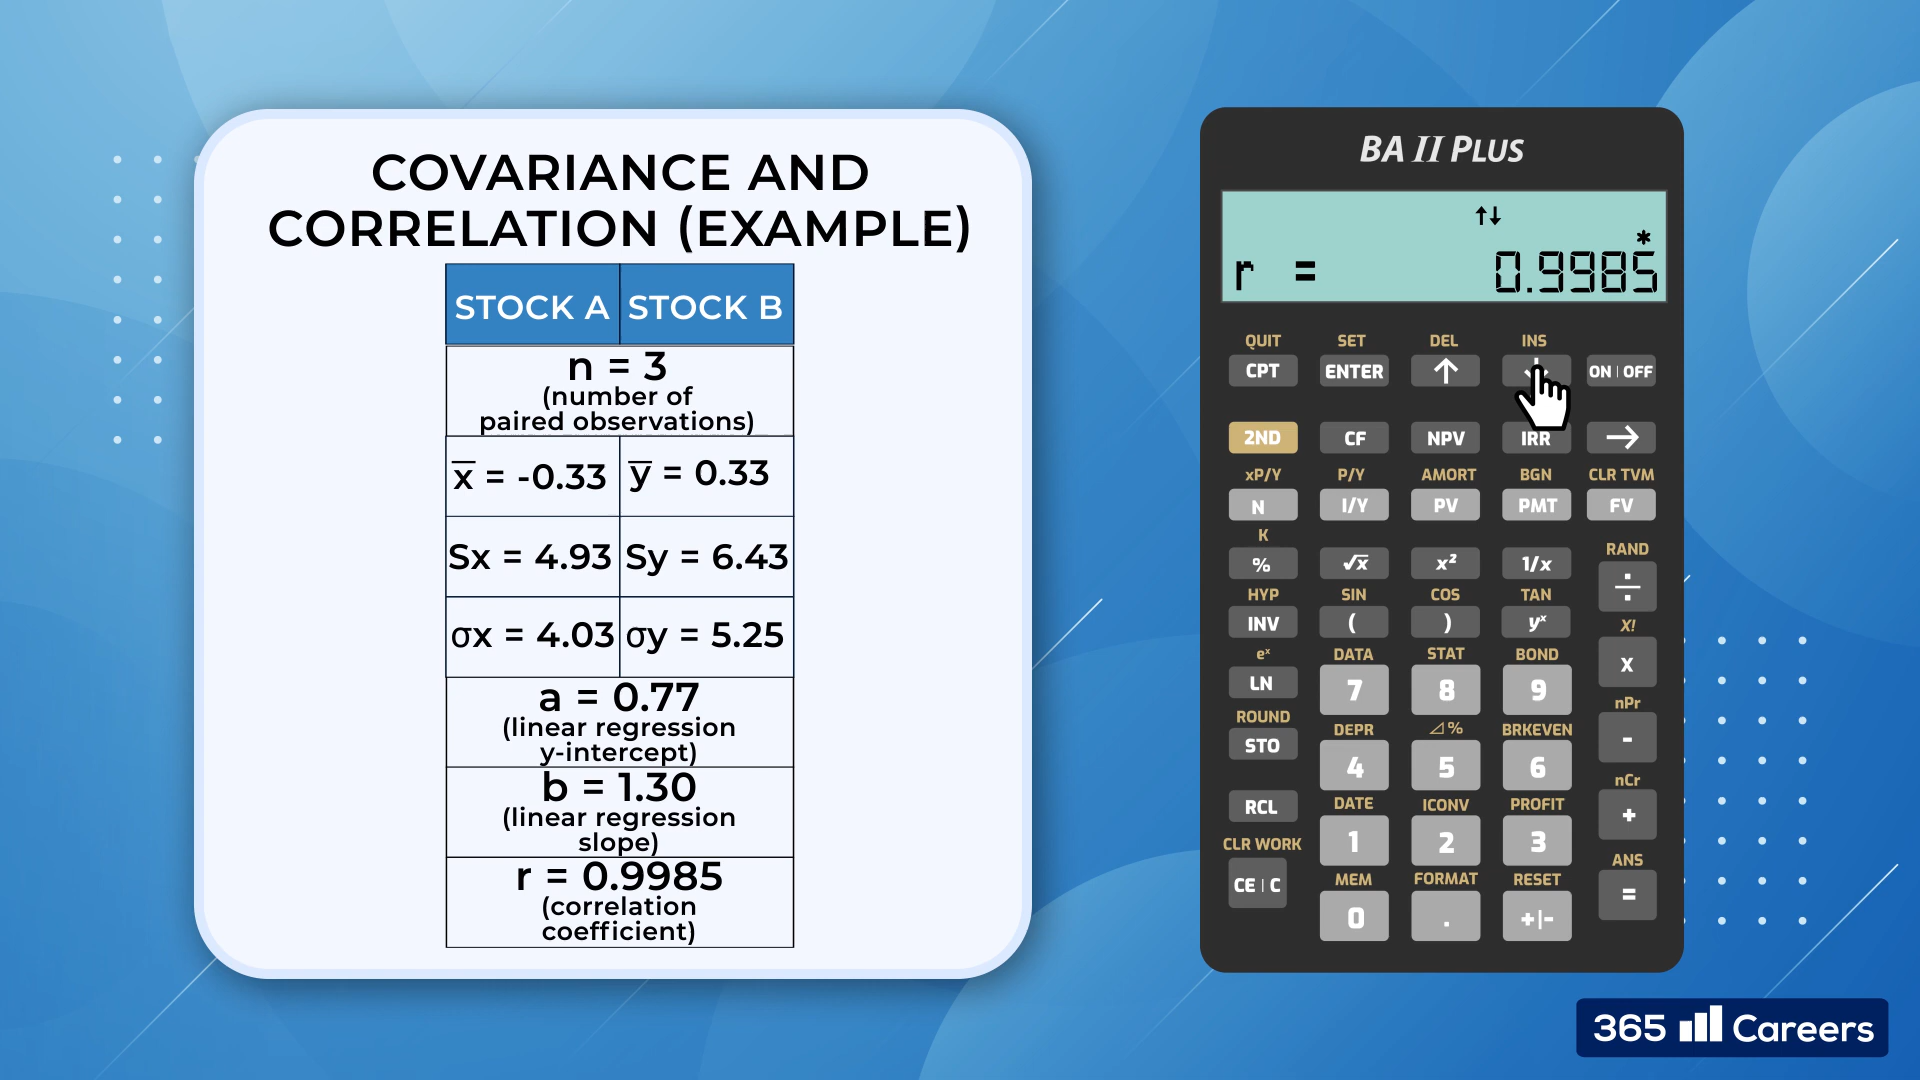 COVARIANCE AND
CORRELATION (EXAMPLE)
STOCK A STOCK B
n = 3
(number of
paired observations)
x̅ = -0.33 y̅ = 0.33
Sx = 4.93 Sy = 6.43
σx = 4.03 σy = 5.25
a = 0.77
(linear regression
y-intercept)
b = 1.30
(linear regression
slope)
r = 0.9985
(correlation
coefficient)
BA II PLUS
↑↓
*
r = 0.9985
QUIT SET DEL INS
CPT ENTER ↑ ON | OFF
2ND CF NPV IRR →
xP/Y P/Y AMORT BGN CLR TVM
N I/Y PV PMT FV
K RAND
% √x x² 1/x ÷
HYP SIN COS TAN X!
INV ( ) yˣ x
eˣ DATA STAT BOND
LN 7 8 9
nPr
ROUND DEPR ⊿% BRKEVEN
STO 4 5 6 -
nCr
DATE ICONV PROFIT
RCL 1 2 3 +
CLR WORK MEM FORMAT RESET ANS
CE | C 0 . +|- =
365 Careers